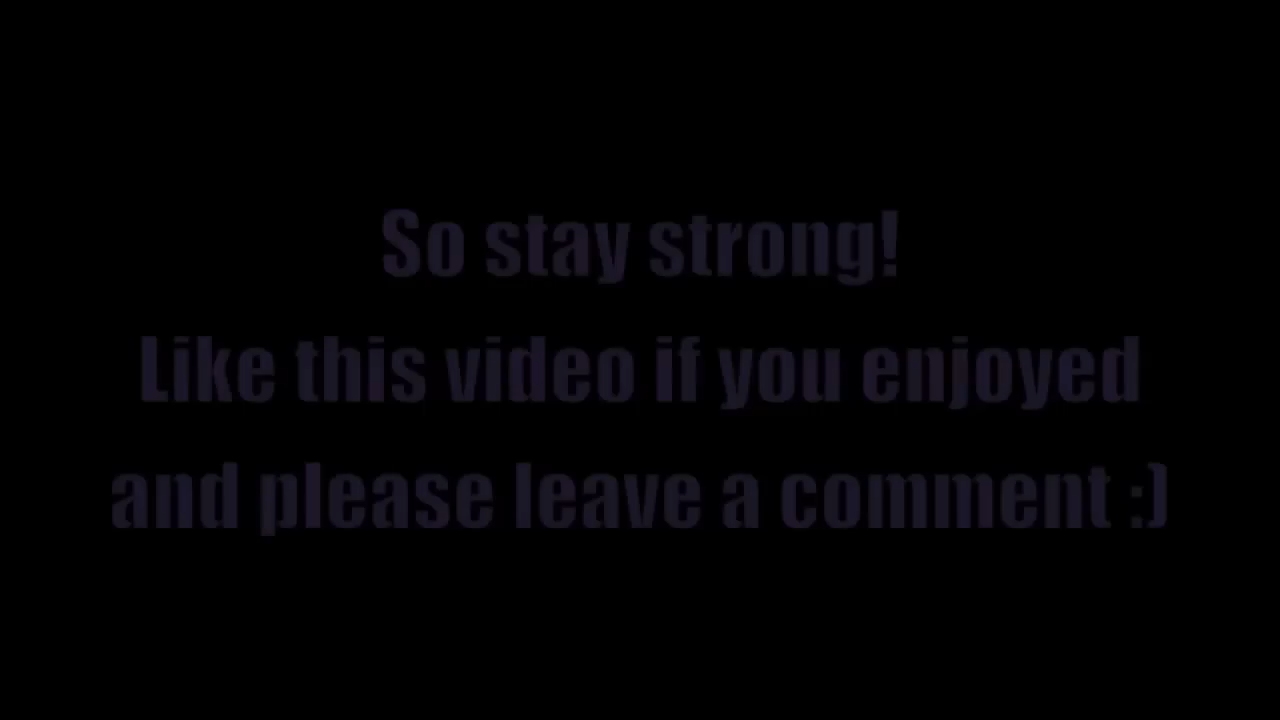 So stay strong!
Like this video if you enjoyed
and please leave a comment :)